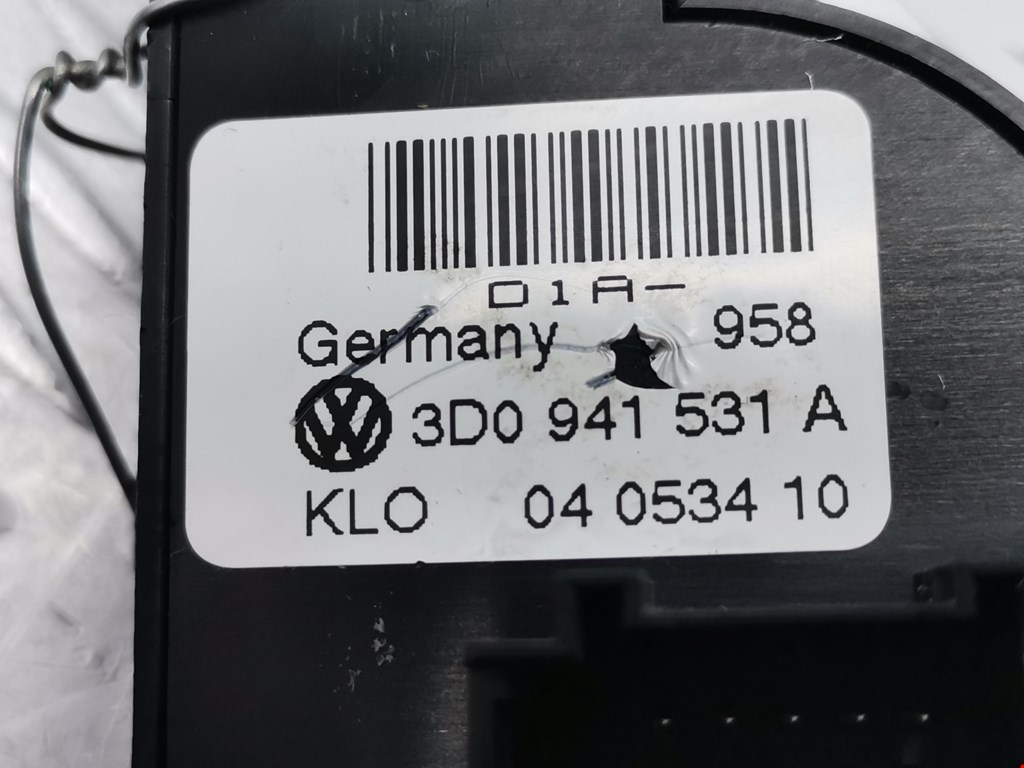 D1A-
Germany 958
3D0 941 531 A
KLO 04 0534 10